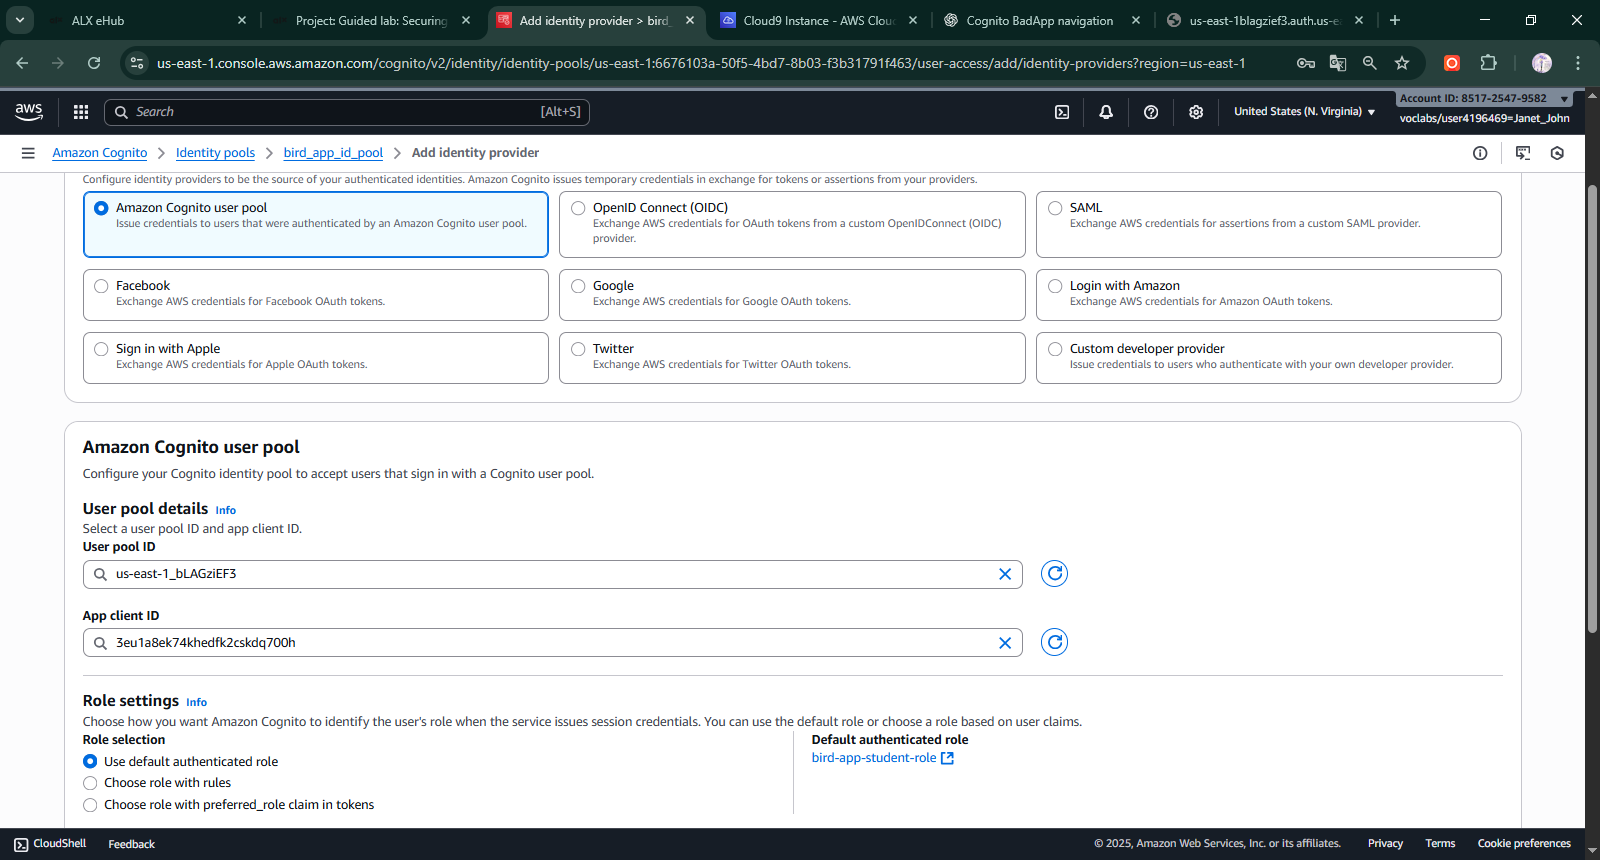 ALX eHub
Project: Guided lab: Securing
Add identity provider > bird_
Cloud9 Instance - AWS Clou
Cognito BadApp navigation
us-east-1blagzief3.auth.us-ea
us-east-1.console.aws.amazon.com/cognito/v2/identity/identity-pools/us-east-1:6676103a-50f5-4bd7-8b03-f3b31791f463/user-access/add/identity-providers?region=us-east-1
aws
Search
[Alt+S]
United States (N. Virginia)
Account ID: 8517-2547-9582
voclabs/user4196469=Janet_John
Amazon Cognito > Identity pools > bird_app_id_pool > Add identity provider
Configure identity providers to be the source of your authenticated identities. Amazon Cognito issues temporary credentials in exchange for tokens or assertions from your providers.
Amazon Cognito user pool
Issue credentials to users that were authenticated by an Amazon Cognito user pool.
OpenID Connect (OIDC)
Exchange AWS credentials for OAuth tokens from a custom OpenIDConnect (OIDC)
provider.
SAML
Exchange AWS credentials for assertions from a custom SAML provider.
Facebook
Exchange AWS credentials for Facebook OAuth tokens.
Google
Exchange AWS credentials for Google OAuth tokens.
Login with Amazon
Exchange AWS credentials for Amazon OAuth tokens.
Sign in with Apple
Exchange AWS credentials for Apple OAuth tokens.
Twitter
Exchange AWS credentials for Twitter OAuth tokens.
Custom developer provider
Issue credentials to users who authenticate with your own developer provider.
Amazon Cognito user pool
Configure your Cognito identity pool to accept users that sign in with a Cognito user pool.
User pool details Info
Select a user pool ID and app client ID.
User pool ID
us-east-1_bLAGziEF3
App client ID
3eu1a8ek74khedfk2cskdq700h
Role settings Info
Choose how you want Amazon Cognito to identify the user's role when the service issues session credentials. You can use the default role or choose a role based on user claims.
Role selection
Use default authenticated role
Choose role with rules
Choose role with preferred_role claim in tokens
Default authenticated role
bird-app-student-role
CloudShell
Feedback
© 2025, Amazon Web Services, Inc. or its affiliates.
Privacy
Terms
Cookie preferences